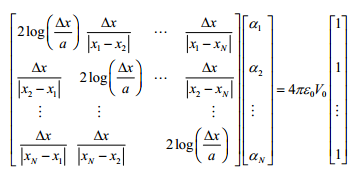 2log(Δx/a) Δx/|x₁ − x₂| ⋯ Δx/|x₁ − x_N| α₁ 1
Δx/|x₂ − x₁| 2log(Δx/a) ⋯ Δx/|x₂ − x_N| α₂ = 4πε₀V₀ 1
⋮ ⋮ ⋮ ⋮ ⋮
Δx/|x_N − x₁| Δx/|x_N − x₂| 2log(Δx/a) α_N 1